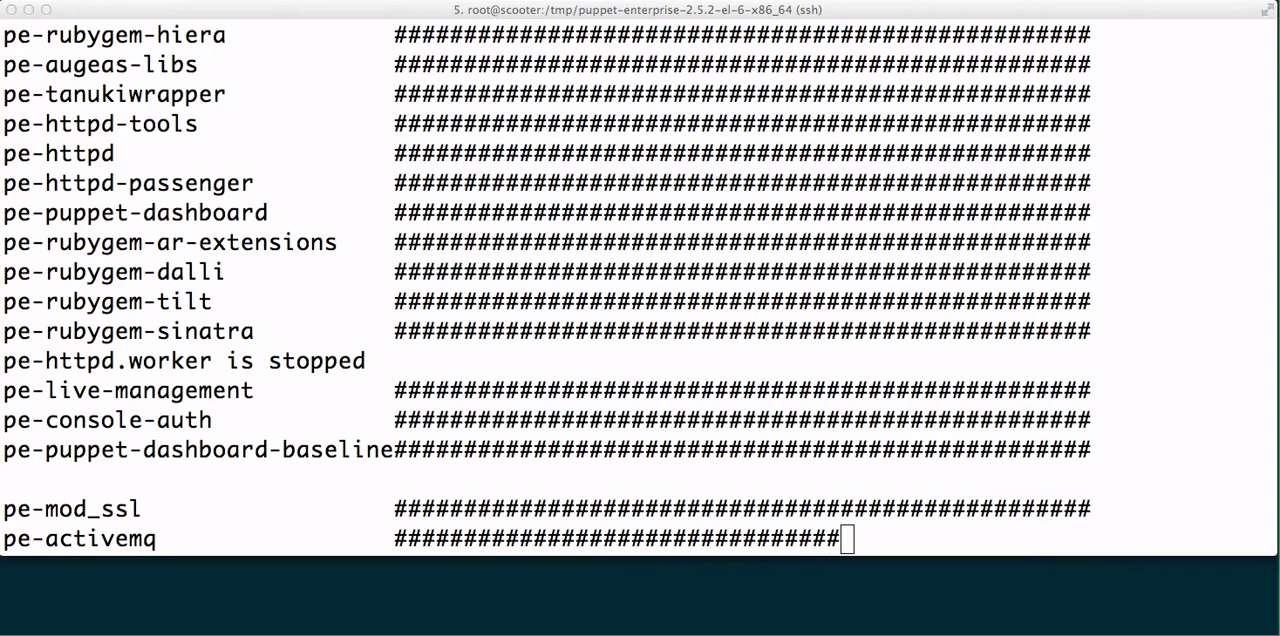 5. root@scooter:/tmp/puppet-enterprise-2.5.2-el-6-x86_64 (ssh)
pe-rubygem-hiera ##################################################
pe-augeas-libs ##################################################
pe-tanukiwrapper ##################################################
pe-httpd-tools ##################################################
pe-httpd ##################################################
pe-httpd-passenger ##################################################
pe-puppet-dashboard ##################################################
pe-rubygem-ar-extensions ##################################################
pe-rubygem-dalli ##################################################
pe-rubygem-tilt ##################################################
pe-rubygem-sinatra ##################################################
pe-httpd.worker is stopped
pe-live-management ##################################################
pe-console-auth ##################################################
pe-puppet-dashboard-baseline##################################################
pe-mod_ssl ##################################################
pe-activemq ################################